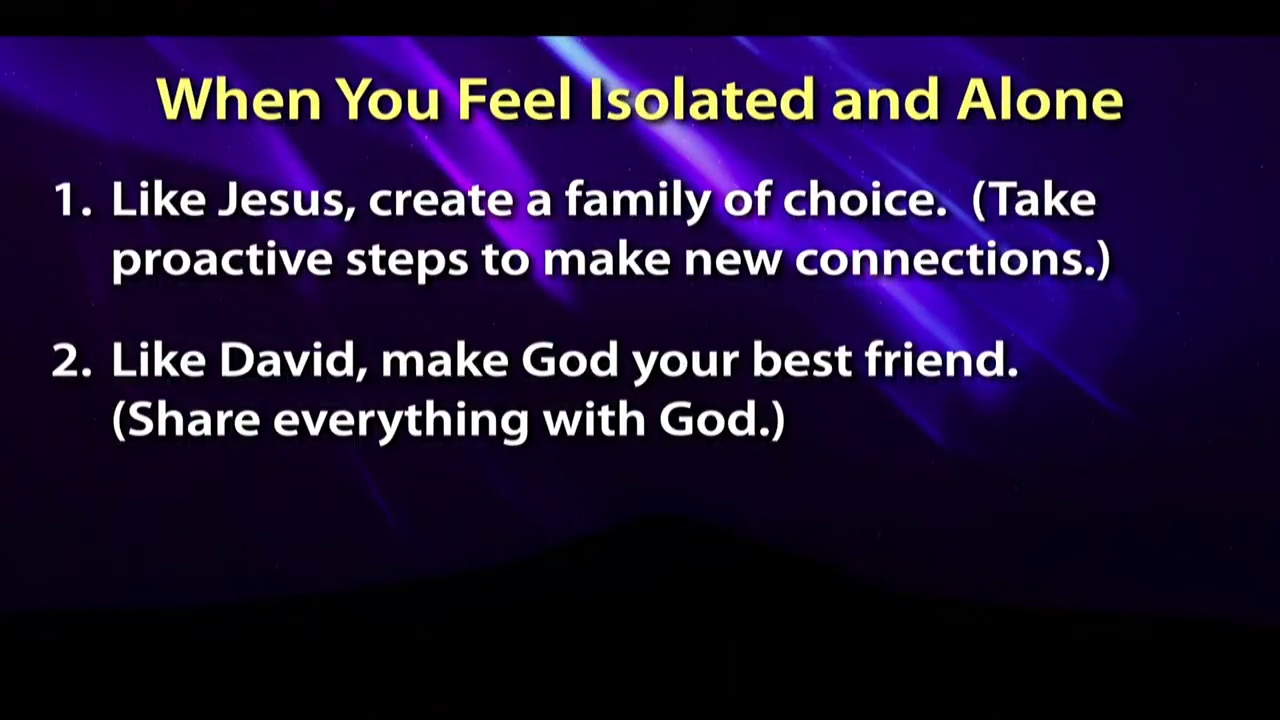 When You Feel Isolated and Alone
1. Like Jesus, create a family of choice.  (Take
proactive steps to make new connections.)
2. Like David, make God your best friend.
(Share everything with God.)